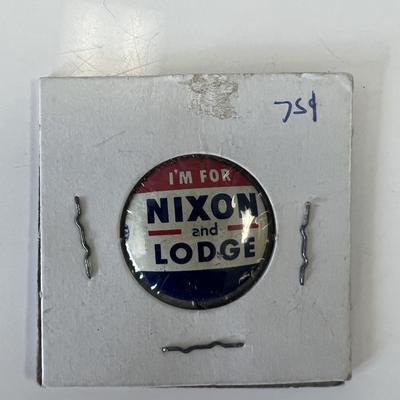 75¢
I'M FOR
NIXON
and
LODGE